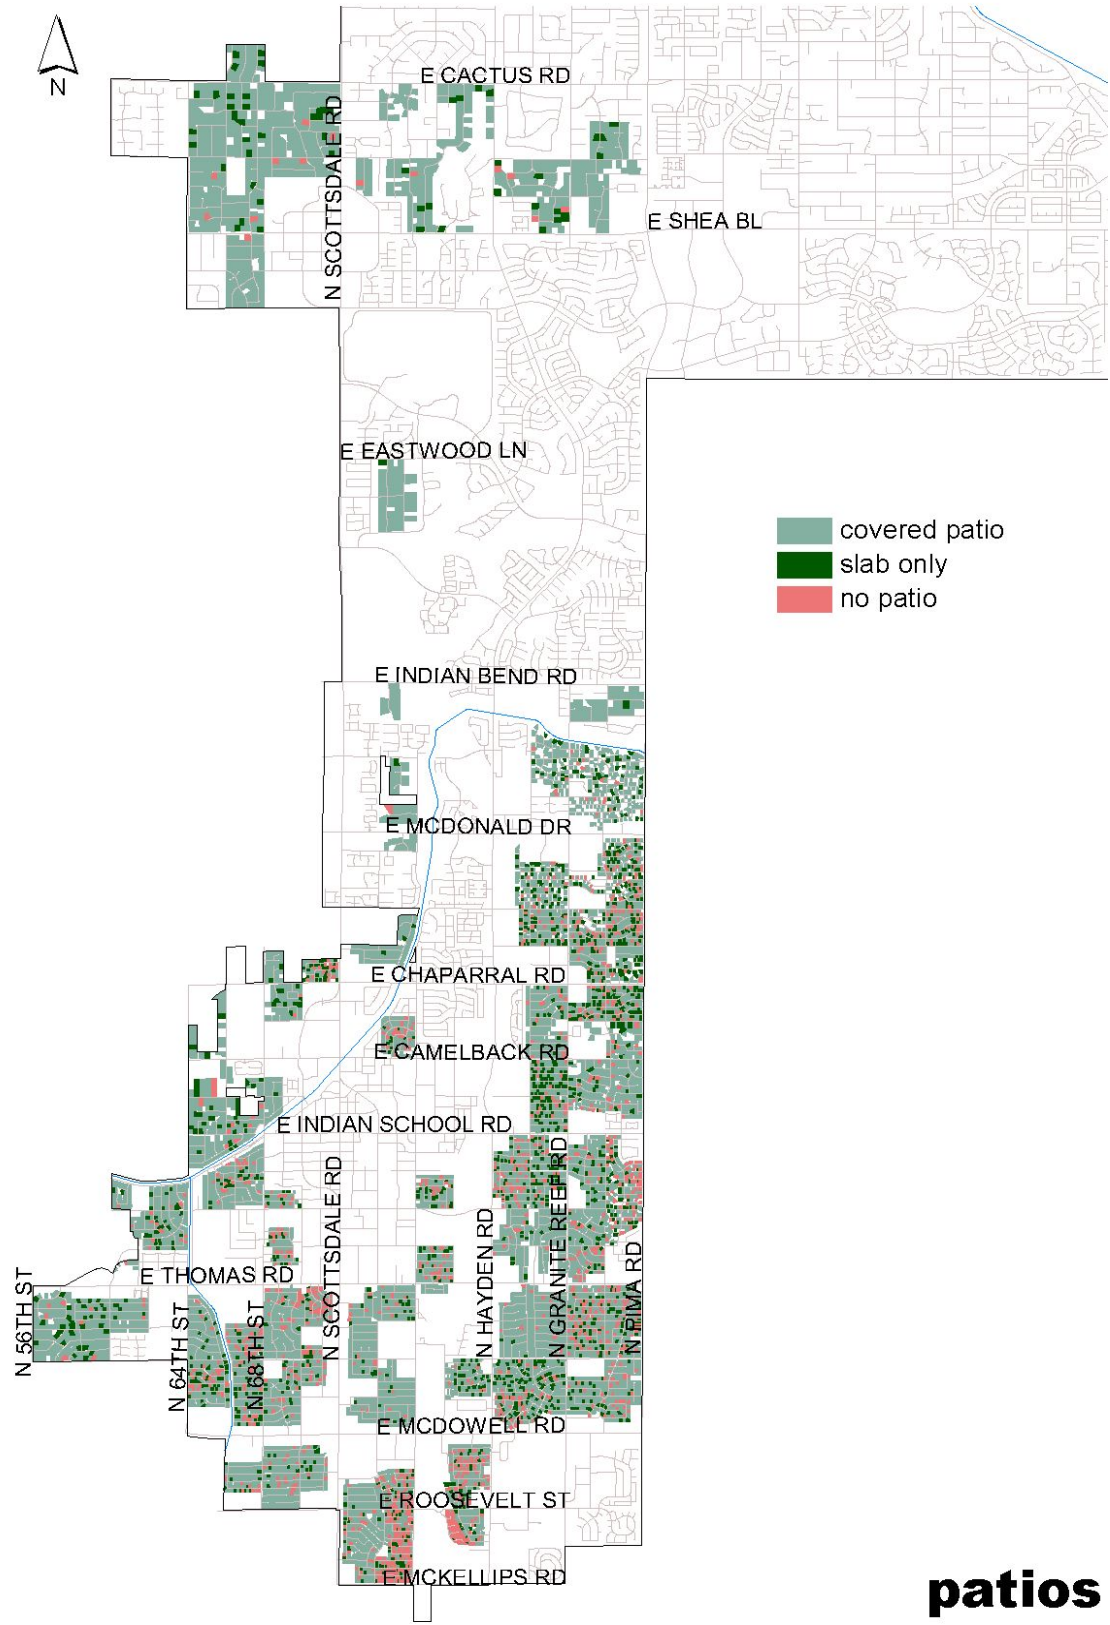 E CACTUS RD
N
N SCOTTSDALE RD
E SHEA BL
E EASTWOOD LN
covered patio
slab only
no patio
E INDIAN BEND RD
E MCDONALD DR
E CHAPARRAL RD
E CAMELBACK RD
E INDIAN SCHOOL RD
N SCOTTSDALE RD
N HAYDEN RD
N GRANITE REEF RD
N PIMA RD
E THOMAS RD
N 56TH ST
N 64TH ST
N 68TH ST
E MCDOWELL RD
E ROOSEVELT ST
E MCKELLIPS RD
patios